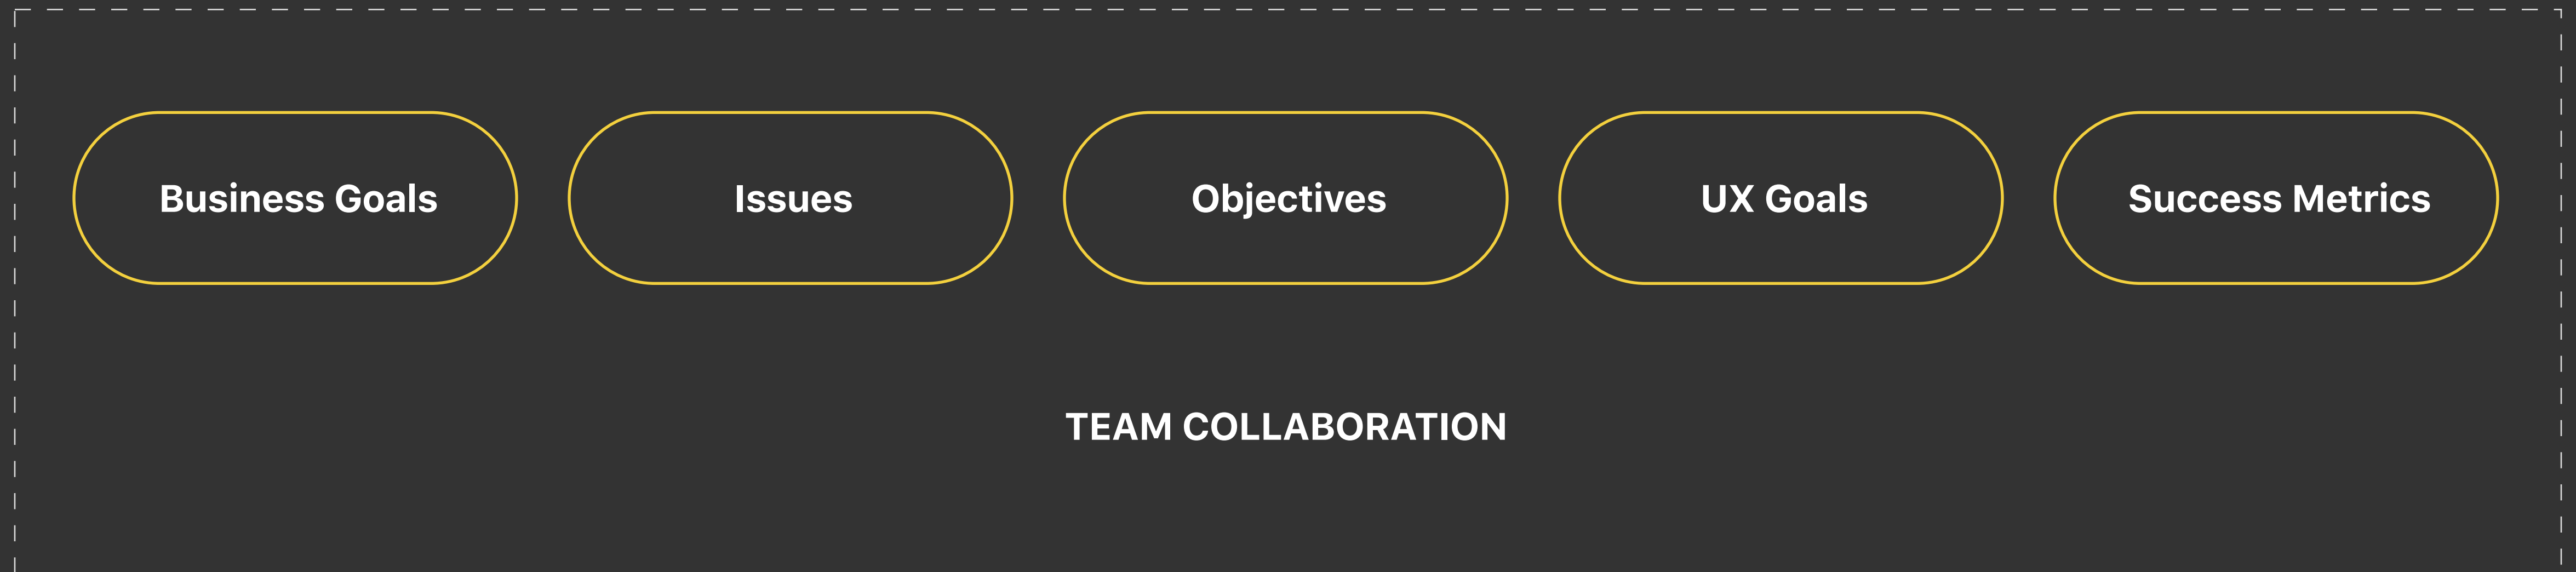 Business Goals
Issues
Objectives
UX Goals
Success Metrics
TEAM COLLABORATION